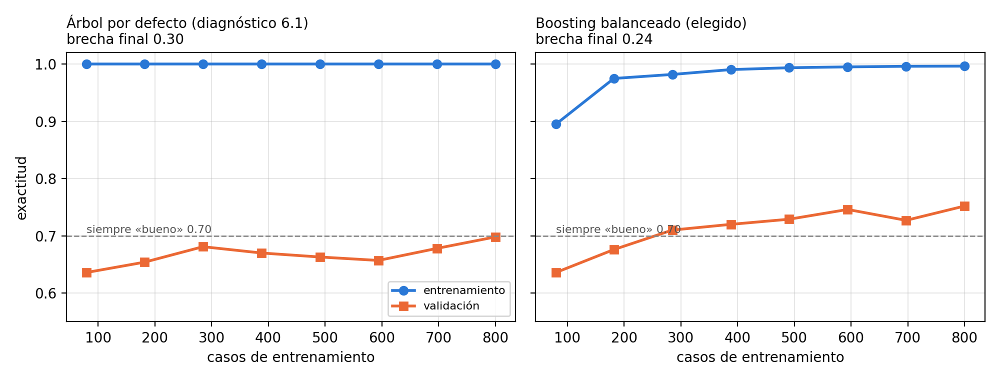 Árbol por defecto (diagnóstico 6.1)
brecha final 0.30
exactitud
1.0
0.9
0.8
0.7
0.6
siempre «bueno» 0.70
entrenamiento
validación
100 200 300 400 500 600 700 800
casos de entrenamiento
Boosting balanceado (elegido)
brecha final 0.24
siempre «bueno» 0.70
100 200 300 400 500 600 700 800
casos de entrenamiento